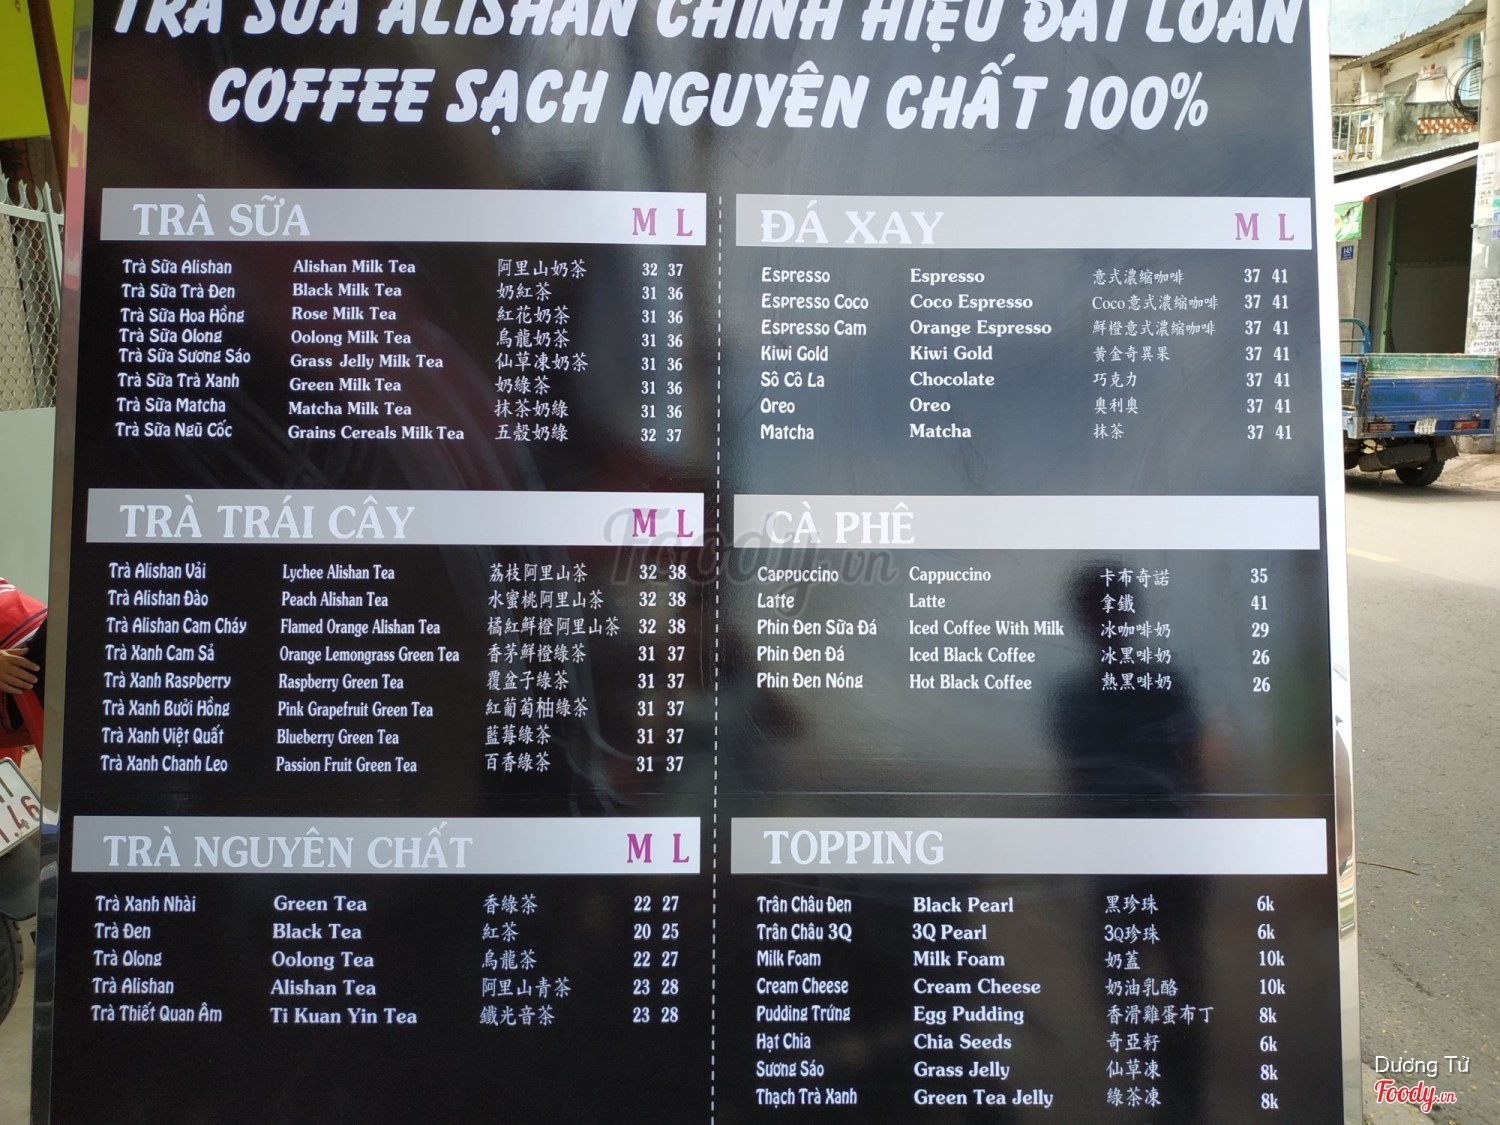 TRÀ SỮA ALISHAN CHÍNH HIỆU ĐÀI LOAN
COFFEE SẠCH NGUYÊN CHẤT 100%
TRÀ SỮA M L
Trà Sữa Alishan Alishan Milk Tea 阿里山奶茶 32 37
Trà Sữa Trà Đen Black Milk Tea 奶紅茶 31 36
Trà Sữa Hoa Hồng Rose Milk Tea 紅花奶茶 31 36
Trà Sữa Olong Oolong Milk Tea 烏龍奶茶 31 36
Trà Sữa Sương Sáo Grass Jelly Milk Tea 仙草凍奶茶 31 36
Trà Sữa Trà Xanh Green Milk Tea 奶綠茶 31 36
Trà Sữa Matcha Matcha Milk Tea 抹茶奶綠 31 36
Trà Sữa Ngũ Cốc Grains Cereals Milk Tea 五穀奶綠 32 37
TRÀ TRÁI CÂY M L
Trà Alishan Vải Lychee Alishan Tea 荔枝阿里山茶 32 38
Trà Alishan Đào Peach Alishan Tea 水蜜桃阿里山茶 32 38
Trà Alishan Cam Cháy Flamed Orange Alishan Tea 橘紅鮮橙阿里山茶 32 38
Trà Xanh Cam Sả Orange Lemongrass Green Tea 香茅鮮橙綠茶 31 37
Trà Xanh Raspberry Raspberry Green Tea 覆盆子綠茶 31 37
Trà Xanh Bưởi Hồng Pink Grapefruit Green Tea 紅葡萄柚綠茶 31 37
Trà Xanh Việt Quất Blueberry Green Tea 藍莓綠茶 31 37
Trà Xanh Chanh Leo Passion Fruit Green Tea 百香綠茶 31 37
TRÀ NGUYÊN CHẤT M L
Trà Xanh Nhài Green Tea 香綠茶 22 27
Trà Đen Black Tea 紅茶 20 25
Trà Olong Oolong Tea 烏龍茶 22 27
Trà Alishan Alishan Tea 阿里山青茶 23 28
Trà Thiết Quan Âm Ti Kuan Yin Tea 鐵光音茶 23 28
ĐÁ XAY M L
Espresso Espresso 意式濃縮咖啡 37 41
Espresso Coco Coco Espresso Coco意式濃縮咖啡 37 41
Espresso Cam Orange Espresso 鮮橙意式濃縮咖啡 37 41
Kiwi Gold Kiwi Gold 黃金奇異果 37 41
Sô Cô La Chocolate 巧克力 37 41
Oreo Oreo 奧利奧 37 41
Matcha Matcha 抹茶 37 41
CÀ PHÊ
Cappuccino Cappuccino 卡布奇諾 35
Latte Latte 拿鐵 41
Phin Đen Sữa Đá Iced Coffee With Milk 冰咖啡奶 29
Phin Đen Đá Iced Black Coffee 冰黑啡奶 26
Phin Đen Nóng Hot Black Coffee 熱黑啡奶 26
TOPPING
Trân Châu Đen Black Pearl 黑珍珠 6k
Trân Châu 3Q 3Q Pearl 3Q珍珠 6k
Milk Foam Milk Foam 奶蓋 10k
Cream Cheese Cream Cheese 奶油乳酪 10k
Pudding Trứng Egg Pudding 香滑雞蛋布丁 8k
Hạt Chia Chia Seeds 奇亞籽 6k
Sương Sáo Grass Jelly 仙草凍 8k
Thạch Trà Xanh Green Tea Jelly 綠茶凍 8k
Foody.vn
Dương Tử
Foody.vn